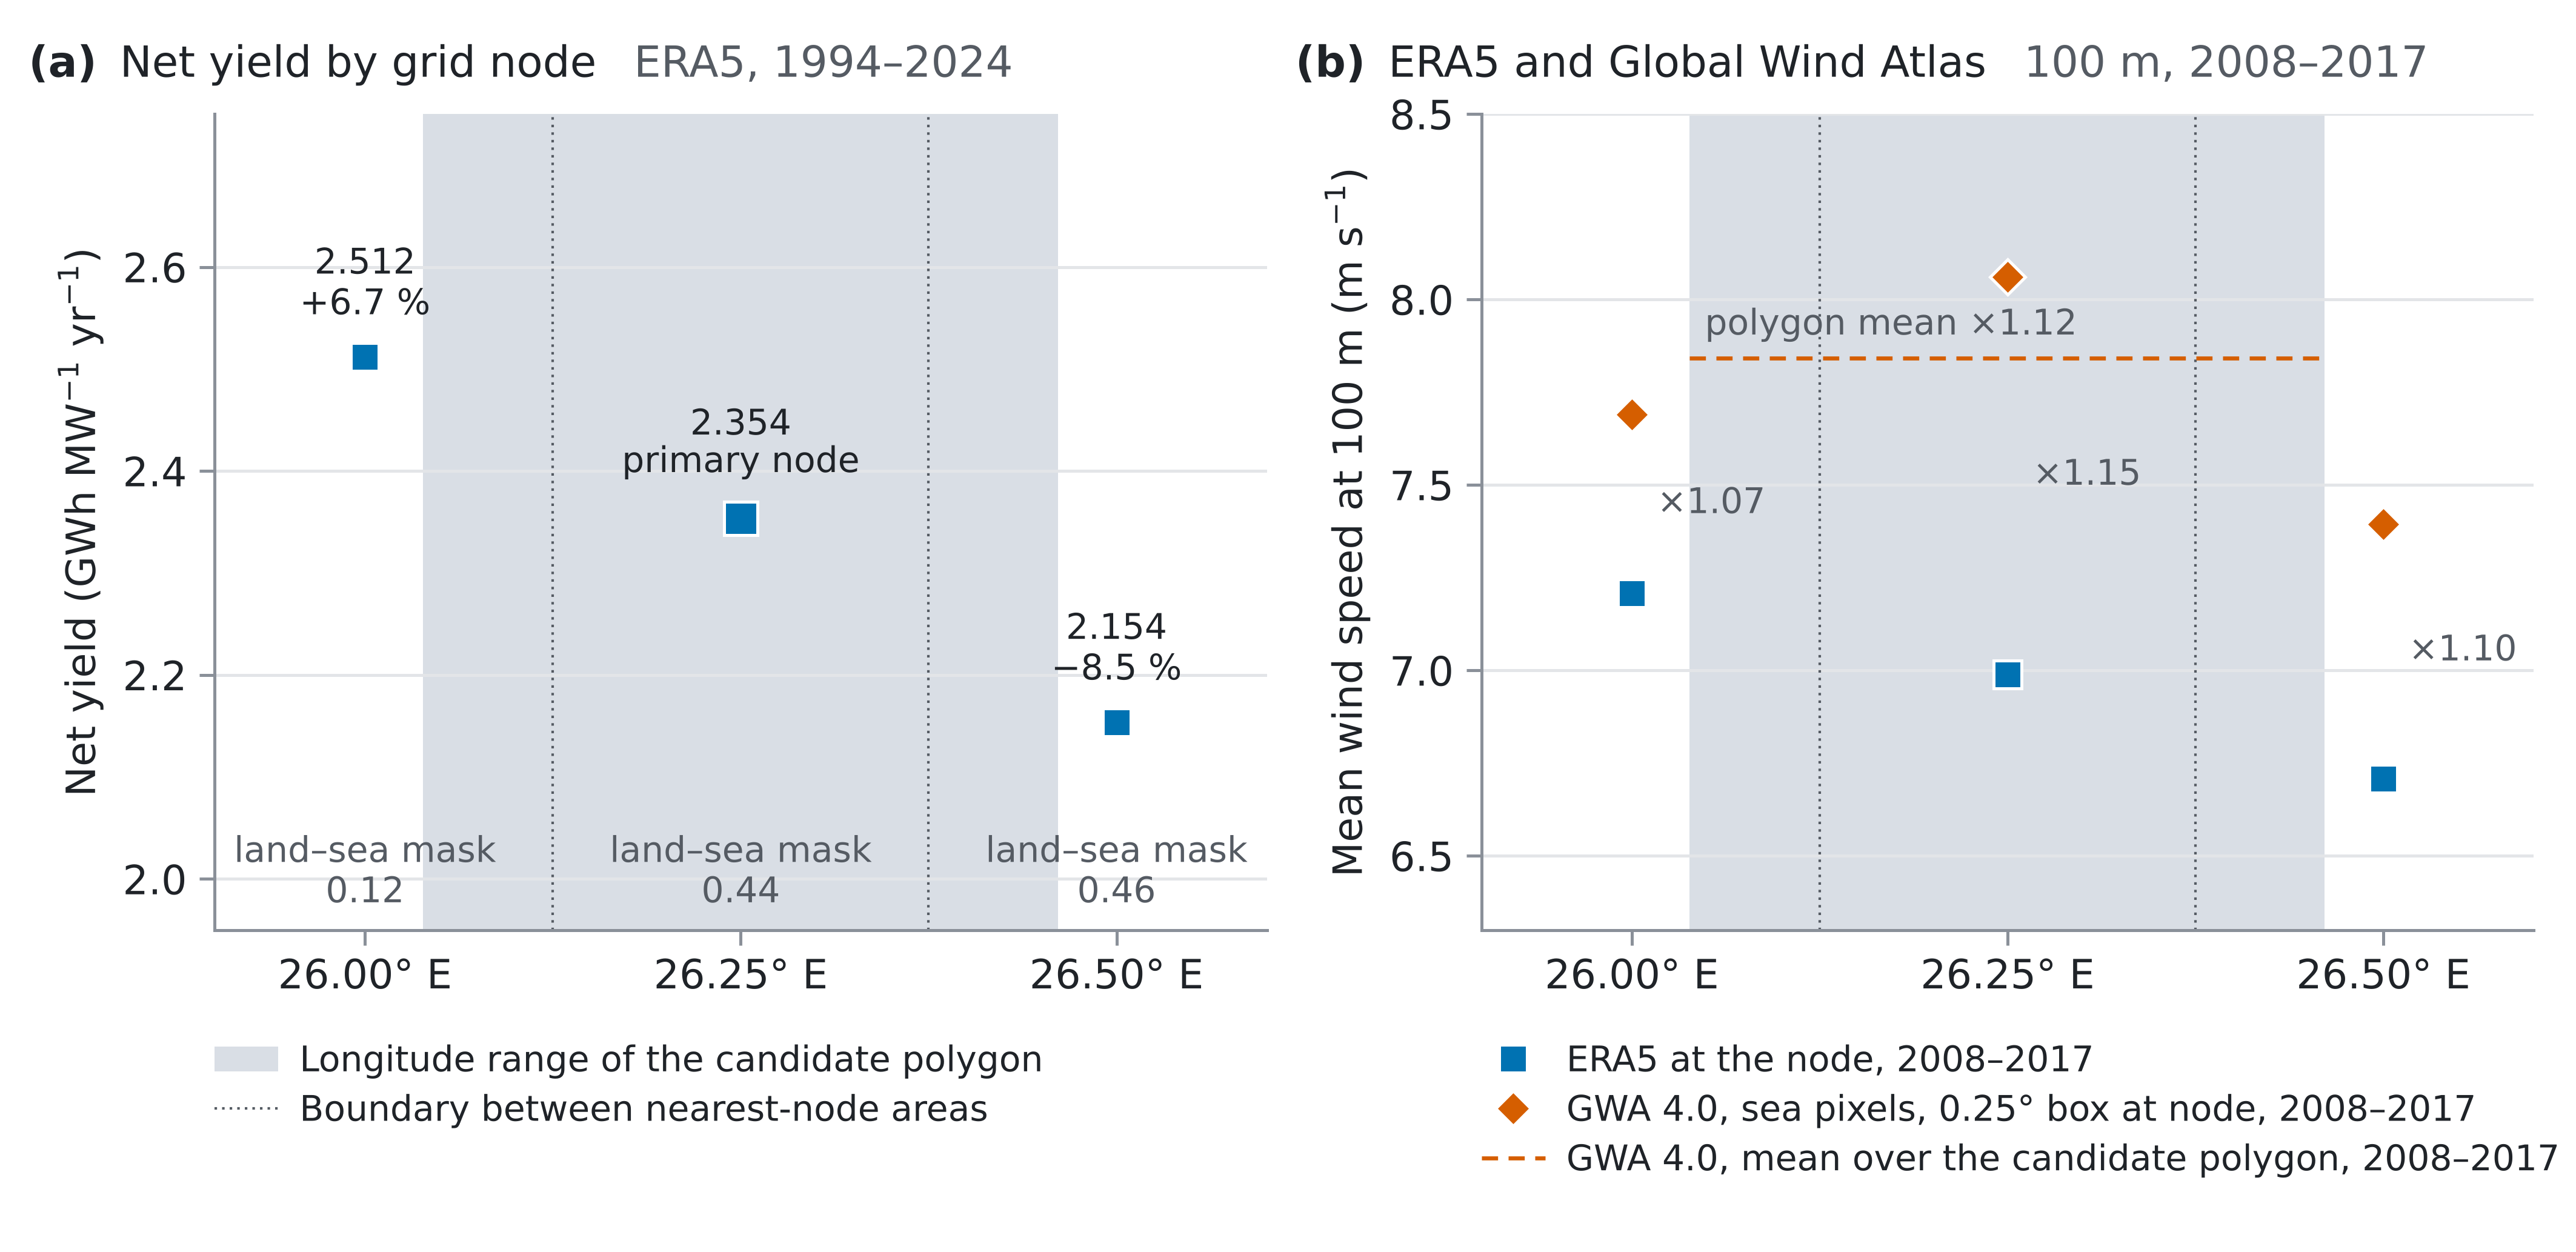 (a) Net yield by grid node ERA5, 1994–2024
Net yield (GWh MW⁻¹ yr⁻¹)
2.6
2.4
2.2
2.0
2.512
+6.7 %
2.354
primary node
2.154
−8.5 %
land–sea mask
0.12
land–sea mask
0.44
land–sea mask
0.46
26.00° E
26.25° E
26.50° E
Longitude range of the candidate polygon
Boundary between nearest-node areas
(b) ERA5 and Global Wind Atlas 100 m, 2008–2017
Mean wind speed at 100 m (m s⁻¹)
8.5
8.0
7.5
7.0
6.5
polygon mean ×1.12
×1.07
×1.15
×1.10
26.00° E
26.25° E
26.50° E
ERA5 at the node, 2008–2017
GWA 4.0, sea pixels, 0.25° box at node, 2008–2017
GWA 4.0, mean over the candidate polygon, 2008–2017